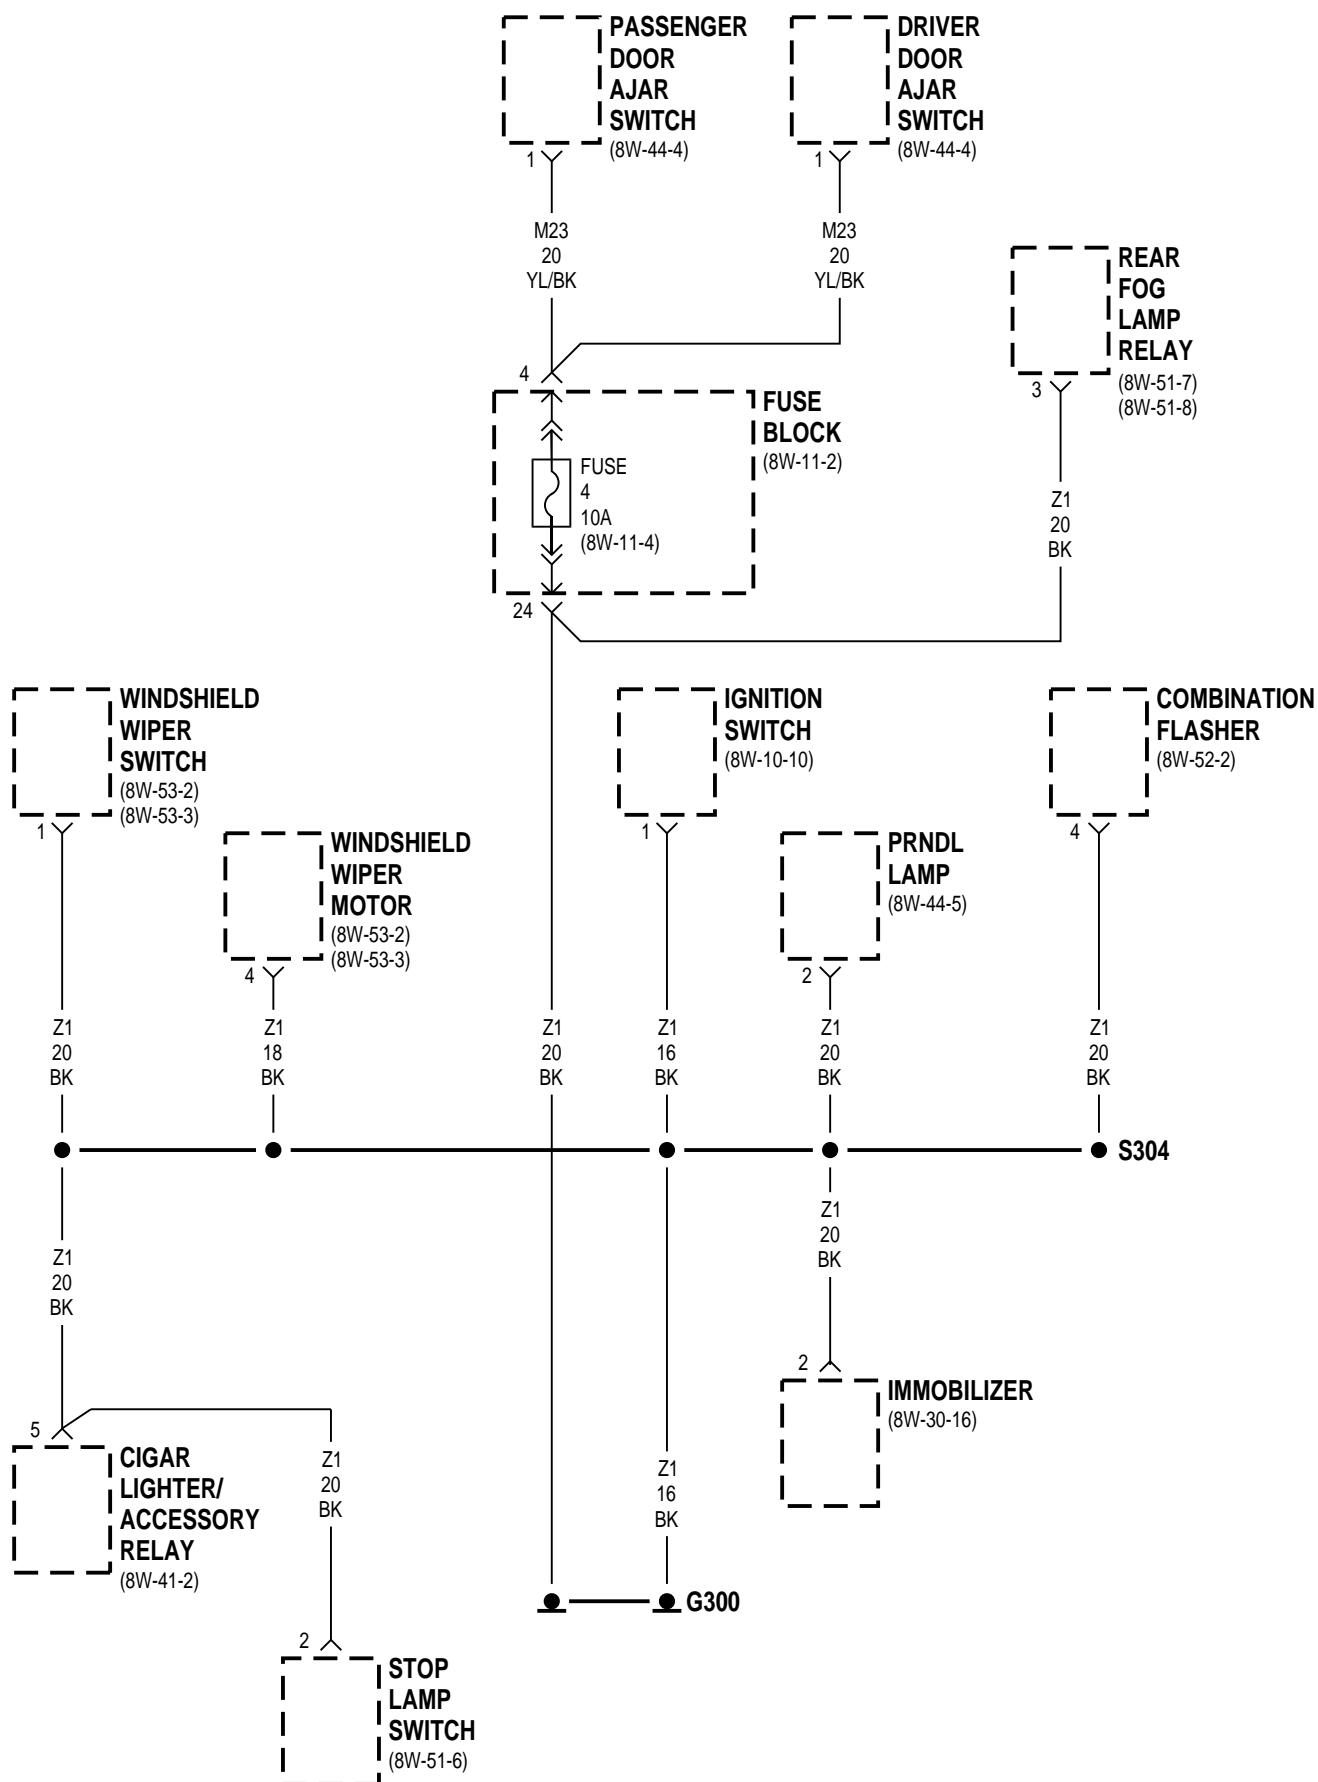 PASSENGER
DOOR
AJAR
SWITCH
(8W-44-4)
1
DRIVER
DOOR
AJAR
SWITCH
(8W-44-4)
1
M23
20
YL/BK
M23
20
YL/BK
REAR
FOG
LAMP
RELAY
(8W-51-7)
(8W-51-8)
3
4
FUSE
BLOCK
(8W-11-2)
FUSE
4
10A
(8W-11-4)
24
Z1
20
BK
WINDSHIELD
WIPER
SWITCH
(8W-53-2)
(8W-53-3)
1
WINDSHIELD
WIPER
MOTOR
(8W-53-2)
(8W-53-3)
4
IGNITION
SWITCH
(8W-10-10)
1
PRNDL
LAMP
(8W-44-5)
2
COMBINATION
FLASHER
(8W-52-2)
4
Z1
20
BK
Z1
18
BK
Z1
20
BK
Z1
16
BK
Z1
20
BK
Z1
20
BK
S304
Z1
20
BK
Z1
20
BK
2
IMMOBILIZER
(8W-30-16)
5
CIGAR
LIGHTER/
ACCESSORY
RELAY
(8W-41-2)
Z1
20
BK
Z1
16
BK
G300
2
STOP
LAMP
SWITCH
(8W-51-6)